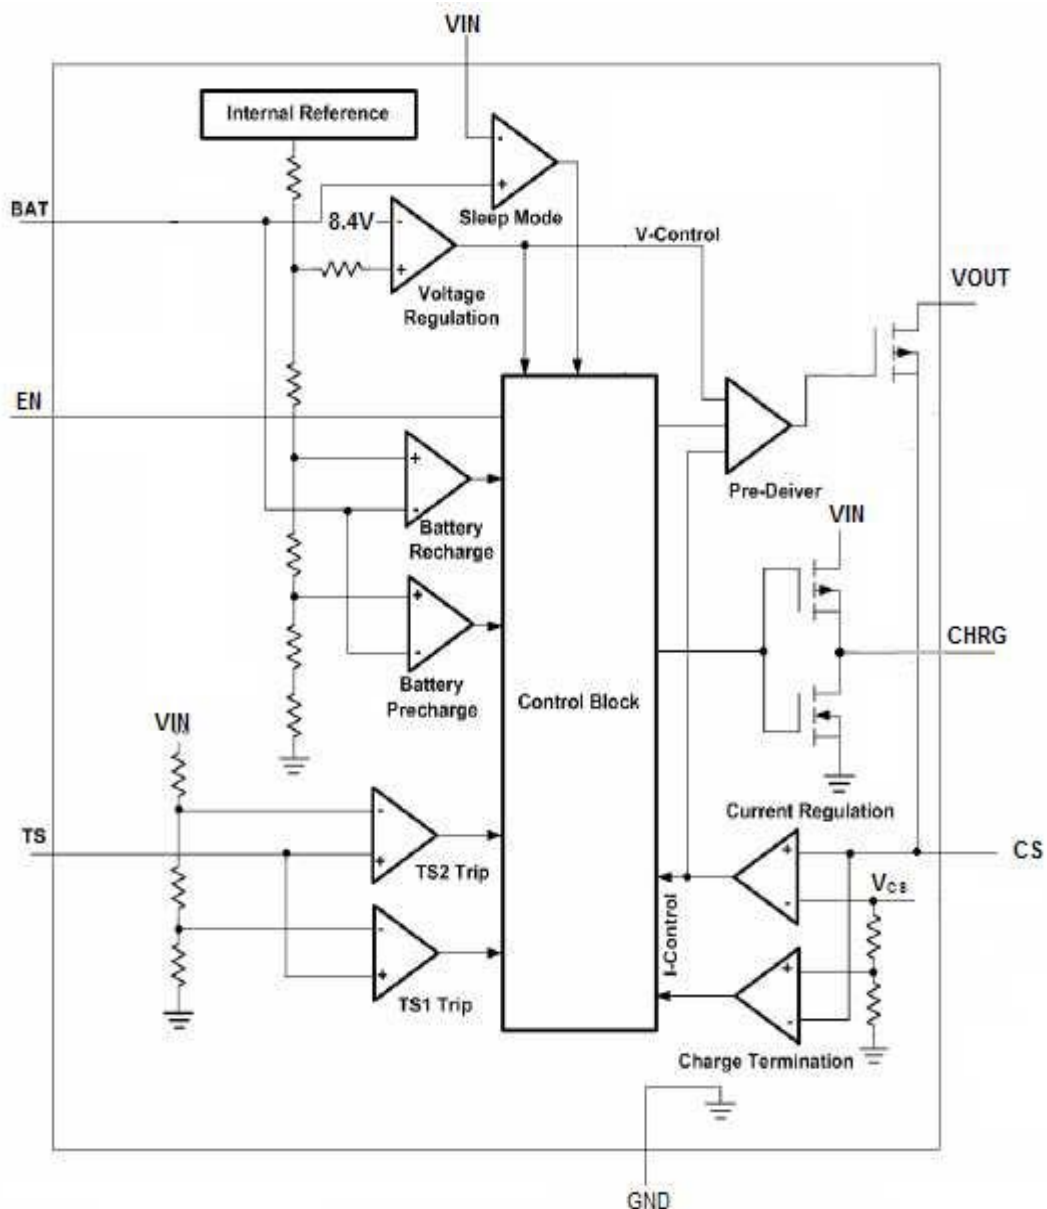 VIN
Internal Reference
-
+
BAT
8.4V
-
Sleep Mode
V-Control
+
Voltage
Regulation
VOUT
EN
+
-
Battery
Recharge
Pre-Deiver
VIN
+
-
Battery
Precharge
CHRG
Control Block
VIN
-
+
TS
TS2 Trip
Current Regulation
+
-
CS
Vcs
I-Control
-
+
TS1 Trip
+
-
Charge Termination
GND